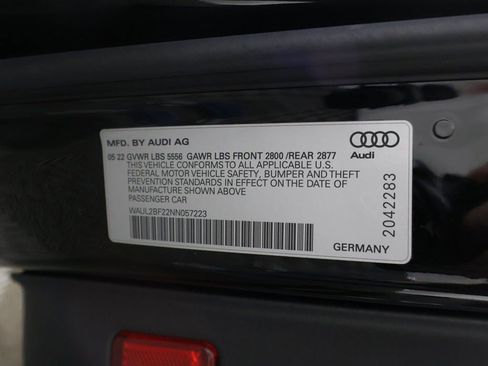 MFD. BY AUDI AG
05 22 GVWR LBS 5556 GAWR LBS FRONT 2800 /REAR 2877
THIS VEHICLE CONFORMS TO ALL APPLICABLE U.S.
FEDERAL MOTOR VEHICLE SAFETY, BUMPER AND THEFT
PREVENTION STANDARDS IN EFFECT ON THE DATE OF
MANUFACTURE SHOWN ABOVE
PASSENGER CAR
WAUL2BF22NN057223
Audi
2042283
GERMANY